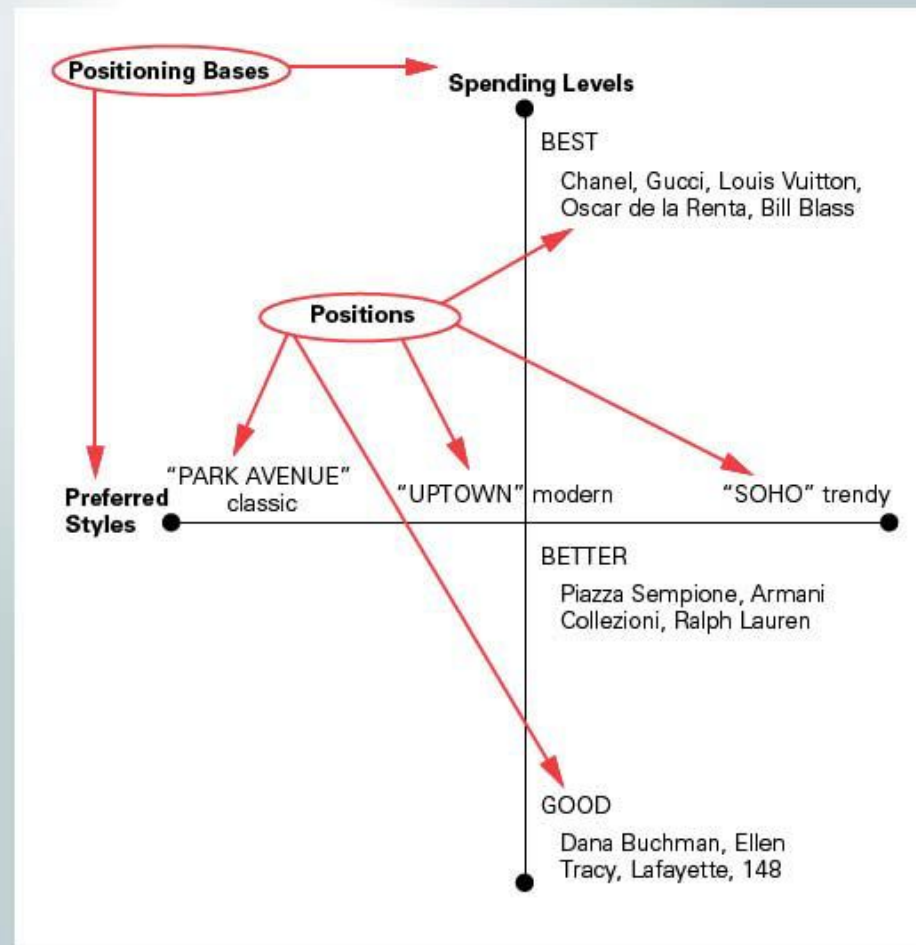 Positioning Bases
Spending Levels
BEST
Chanel, Gucci, Louis Vuitton,
Oscar de la Renta, Bill Blass
Positions
Preferred
Styles
“PARK AVENUE”
classic
“UPTOWN” modern
“SOHO” trendy
BETTER
Piazza Sempione, Armani
Collezioni, Ralph Lauren
GOOD
Dana Buchman, Ellen
Tracy, Lafayette, 148